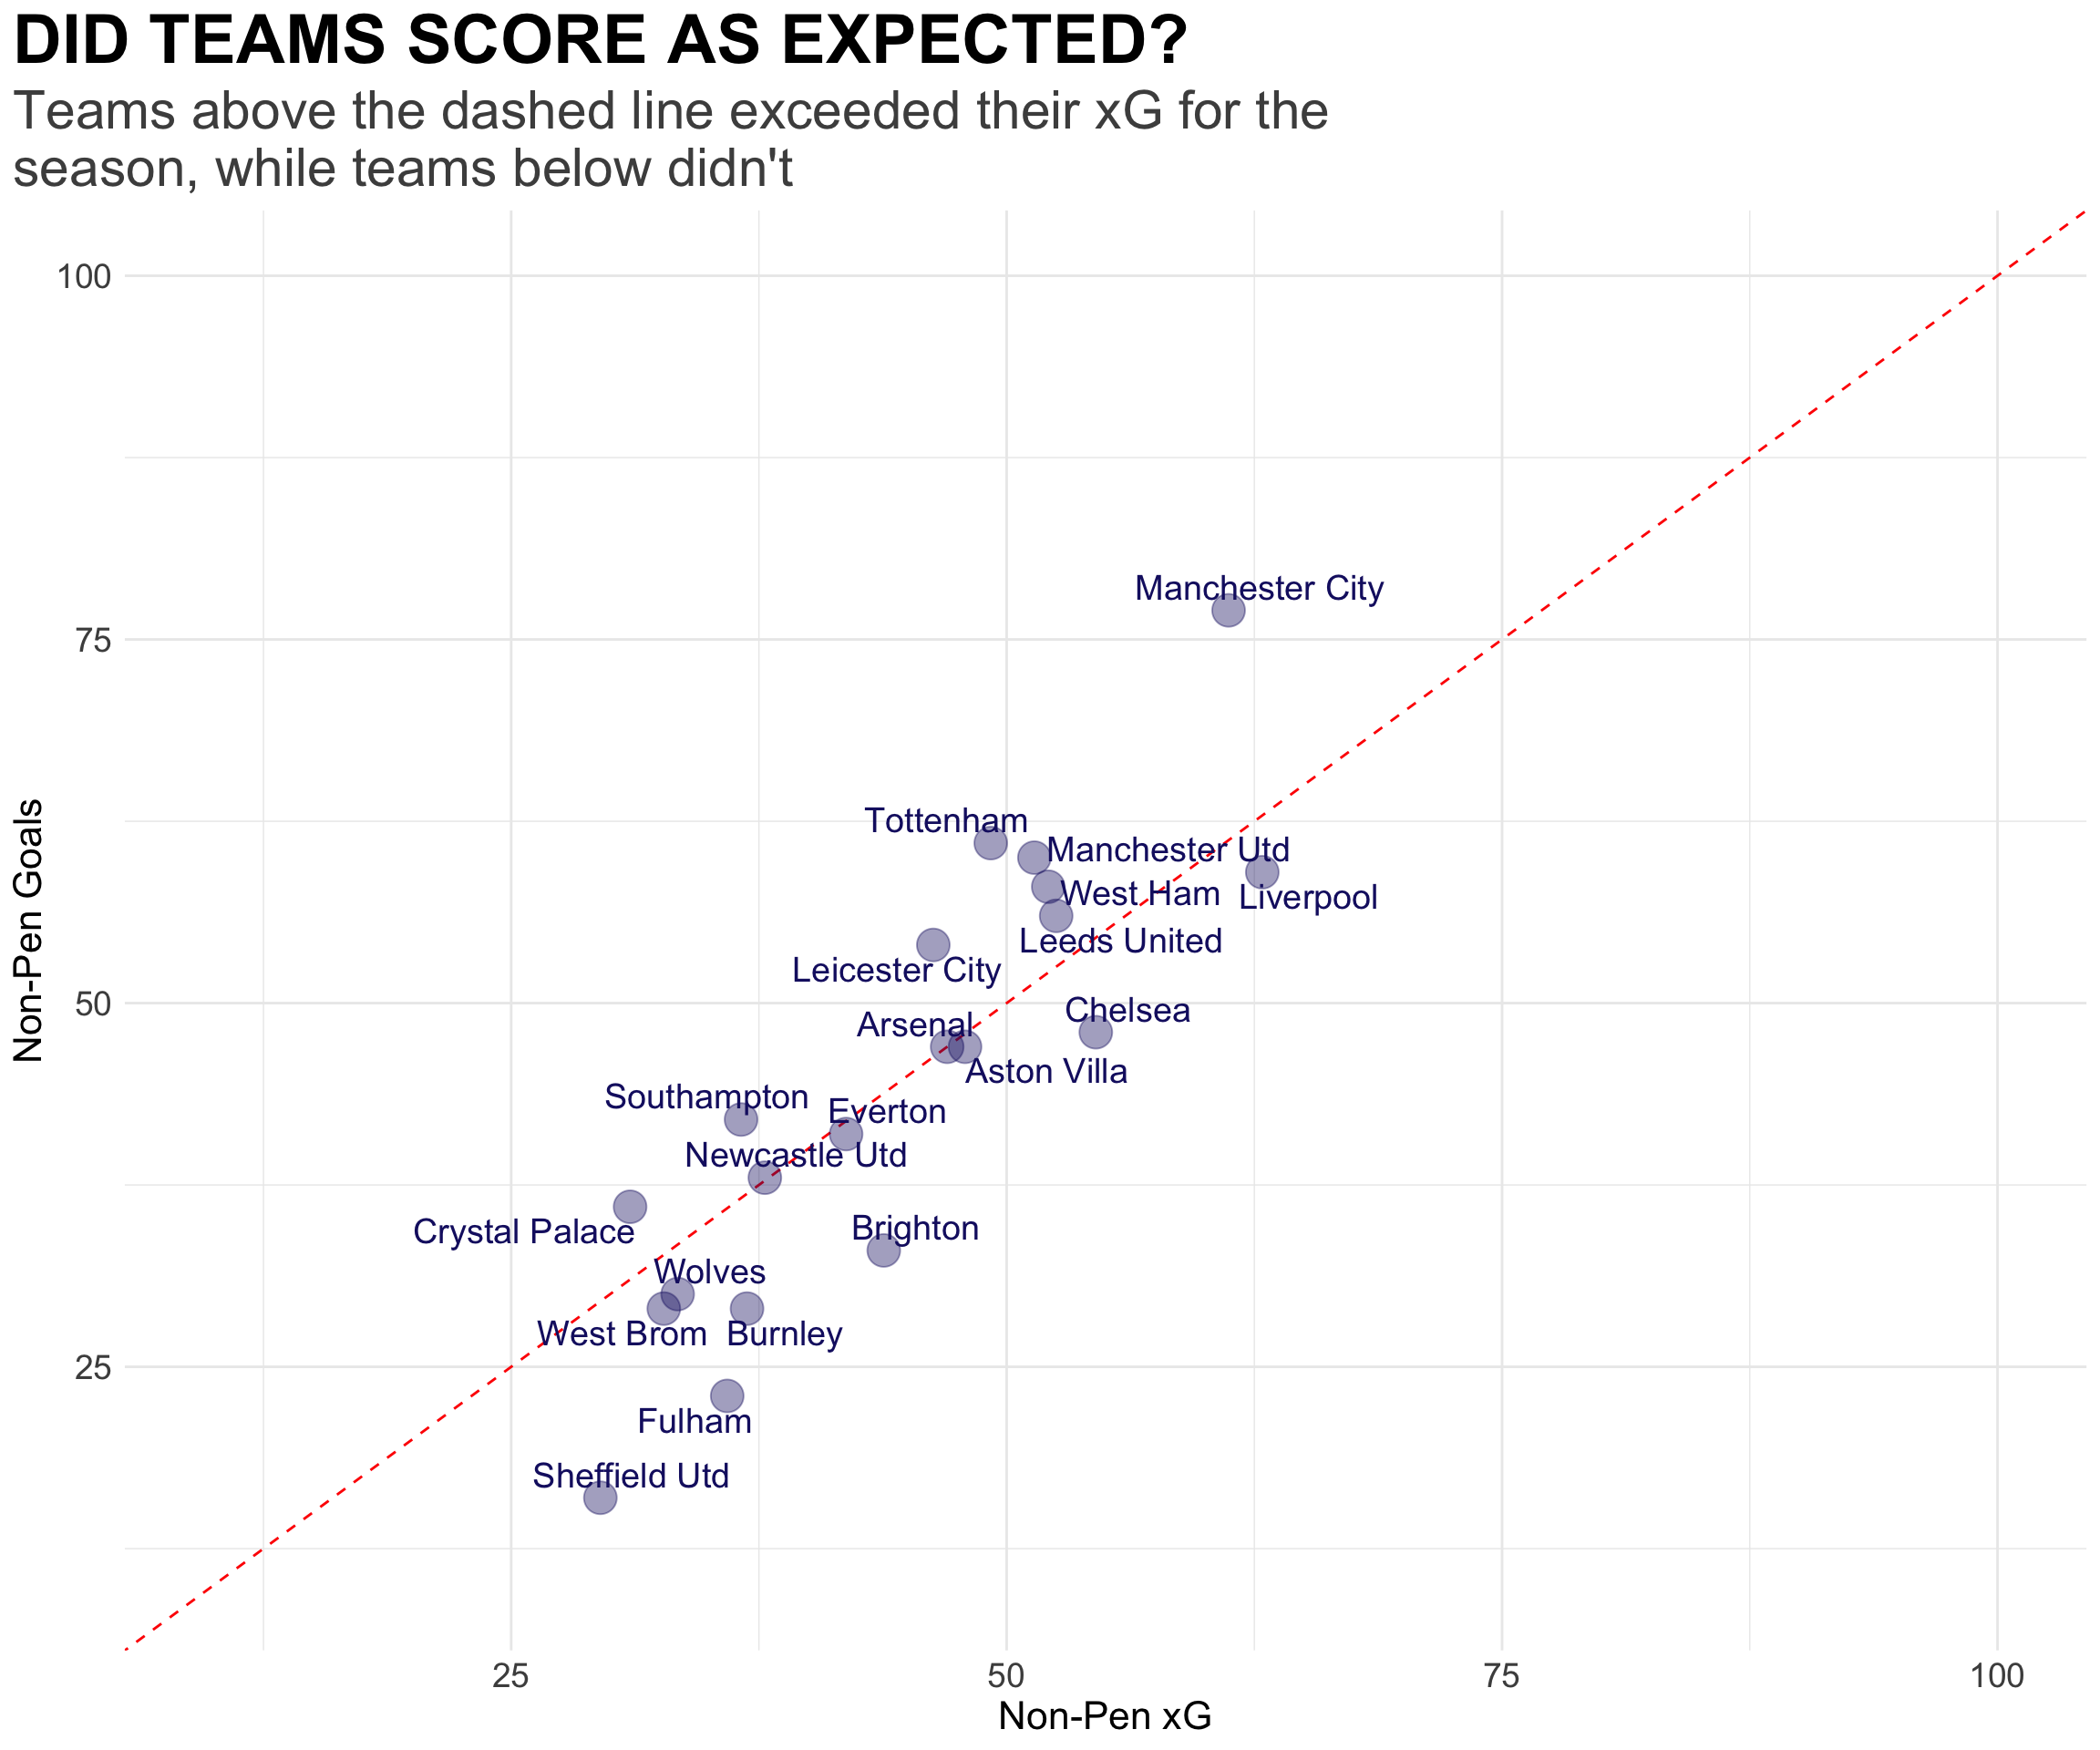 DID TEAMS SCORE AS EXPECTED?
Teams above the dashed line exceeded their xG for the
season, while teams below didn't
100
75
50
25
Non-Pen Goals
Manchester City
Tottenham
Manchester Utd
West Ham
Liverpool
Leeds United
Leicester City
Chelsea
Arsenal
Aston Villa
Southampton
Everton
Newcastle Utd
Crystal Palace
Brighton
Wolves
West Brom
Burnley
Fulham
Sheffield Utd
25
50
75
100
Non-Pen xG